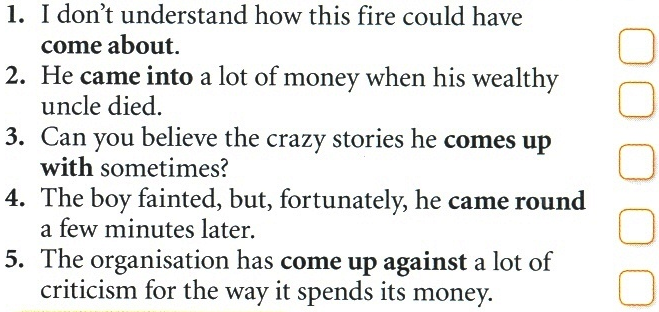 1. I don't understand how this fire could have
come about.
2. He came into a lot of money when his wealthy
uncle died.
3. Can you believe the crazy stories he comes up
with sometimes?
4. The boy fainted, but, fortunately, he came round
a few minutes later.
5. The organisation has come up against a lot of
criticism for the way it spends its money.